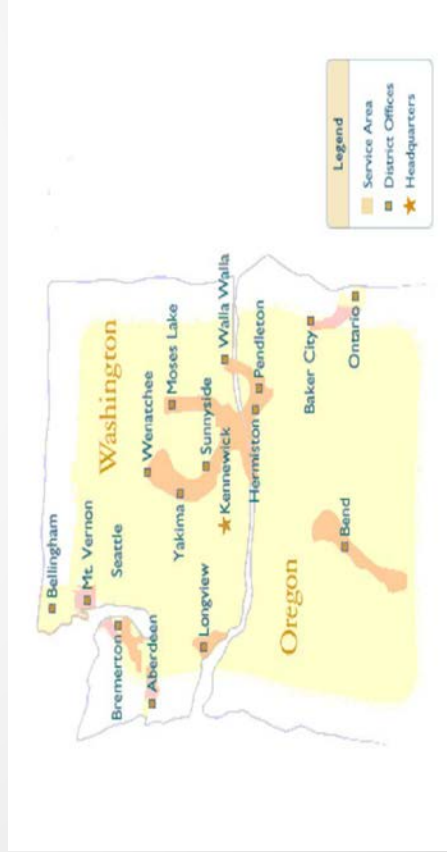 Bellingham
Mt. Vernon
Seattle
Bremerton
Aberdeen
Washington
Wenatchee
Moses Lake
Yakima
Sunnyside
Kennewick
Longview
Walla Walla
Hermiston
Pendleton
Oregon
Baker City
Bend
Ontario
Legend
Service Area
District Offices
Headquarters